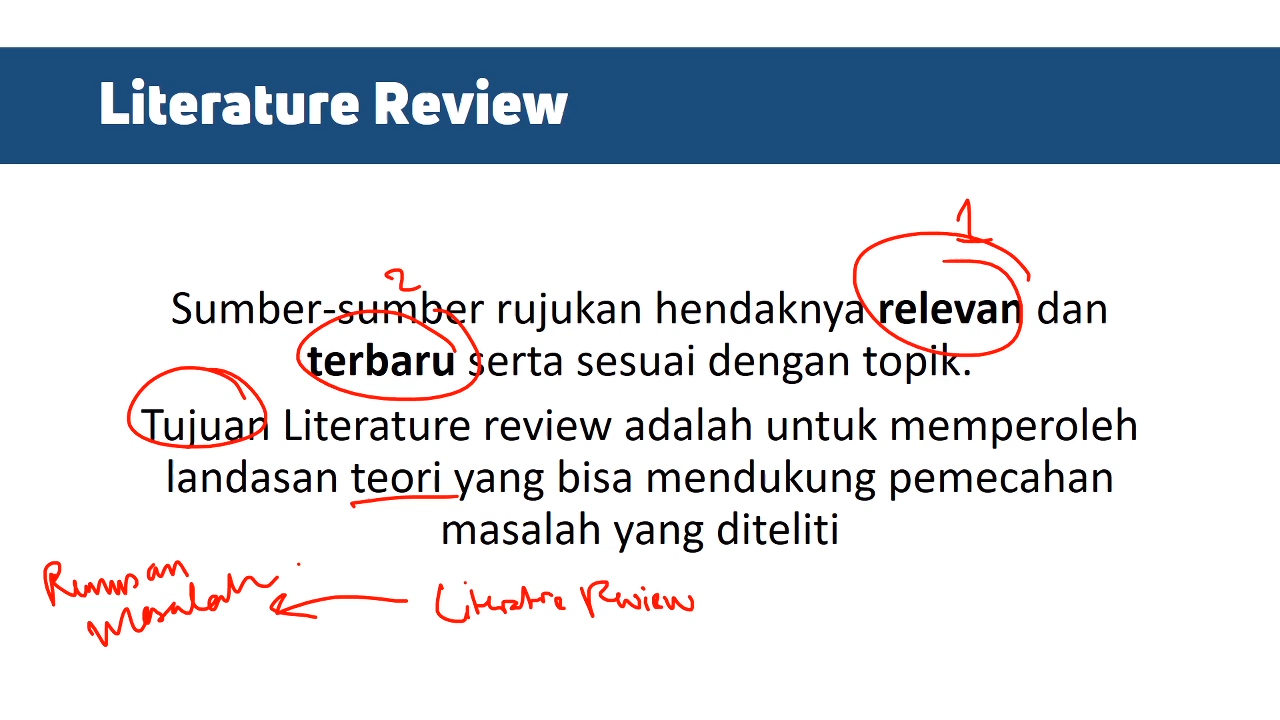 Literature Review
1
2
Sumber-sumber rujukan hendaknya relevan dan
terbaru serta sesuai dengan topik.
Tujuan Literature review adalah untuk memperoleh
landasan teori yang bisa mendukung pemecahan
masalah yang diteliti
Rumusan
Masalah
Literatre Review